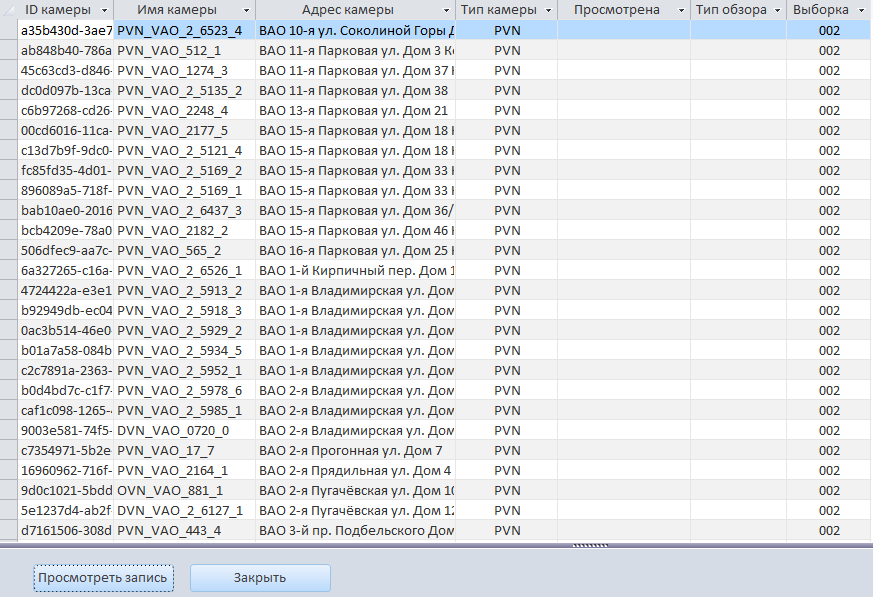 ID камеры Имя камеры Адрес камеры Тип камеры Просмотрена Тип обзора Выборка
a35b430d-3ae7 PVN_VAO_2_6523_4 ВАО 10-я ул. Соколиной Горы Д PVN 002
ab848b40-786a PVN_VAO_512_1 ВАО 11-я Парковая ул. Дом 3 Ко PVN 002
45c63cd3-d846- PVN_VAO_1274_3 ВАО 11-я Парковая ул. Дом 37 К PVN 002
dc0d097b-13ca- PVN_VAO_2_5135_2 ВАО 11-я Парковая ул. Дом 38 PVN 002
c6b97268-cd26- PVN_VAO_2248_4 ВАО 13-я Парковая ул. Дом 21 PVN 002
00cd6016-11ca- PVN_VAO_2177_5 ВАО 15-я Парковая ул. Дом 18 К PVN 002
c13d7b9f-9dc0- PVN_VAO_2_5121_4 ВАО 15-я Парковая ул. Дом 18 К PVN 002
fc85fd35-4d01- PVN_VAO_2_5169_2 ВАО 15-я Парковая ул. Дом 33 К PVN 002
896089a5-718f- PVN_VAO_2_5169_1 ВАО 15-я Парковая ул. Дом 33 К PVN 002
bab10ae0-2016 PVN_VAO_2_6437_3 ВАО 15-я Парковая ул. Дом 36/ PVN 002
bcb4209e-78a0 PVN_VAO_2182_2 ВАО 15-я Парковая ул. Дом 46 К PVN 002
506dfec9-aa7c- PVN_VAO_565_2 ВАО 16-я Парковая ул. Дом 25 К PVN 002
6a327265-c16a- PVN_VAO_2_6526_1 ВАО 1-й Кирпичный пер. Дом 1 PVN 002
4724422a-e3e1 PVN_VAO_2_5913_2 ВАО 1-я Владимирская ул. Дом PVN 002
b92949db-ec04 PVN_VAO_2_5918_3 ВАО 1-я Владимирская ул. Дом PVN 002
0ac3b514-46e0 PVN_VAO_2_5929_2 ВАО 1-я Владимирская ул. Дом PVN 002
b01a7a58-084b PVN_VAO_2_5934_5 ВАО 1-я Владимирская ул. Дом PVN 002
c2c7891a-2363- PVN_VAO_2_5952_1 ВАО 1-я Владимирская ул. Дом PVN 002
b0d4bd7c-c1f7- PVN_VAO_2_5978_6 ВАО 2-я Владимирская ул. Дом PVN 002
caf1c098-1265- PVN_VAO_2_5985_1 ВАО 2-я Владимирская ул. Дом PVN 002
9003e581-74f5- DVN_VAO_0720_0 ВАО 2-я Владимирская ул. Дом PVN 002
c7354971-5b2e PVN_VAO_17_7 ВАО 2-я Прогонная ул. Дом 7 PVN 002
16960962-716f- PVN_VAO_2164_1 ВАО 2-я Прядильная ул. Дом 4 PVN 002
9d0c1021-5bdd OVN_VAO_881_1 ВАО 2-я Пугачёвская ул. Дом 10 PVN 002
5e1237d4-ab2f DVN_VAO_2_6127_1 ВАО 2-я Пугачёвская ул. Дом 12 PVN 002
d7161506-308d PVN_VAO_443_4 ВАО 3-й пр. Подбельского Дом PVN 002
Просмотреть запись Закрыть